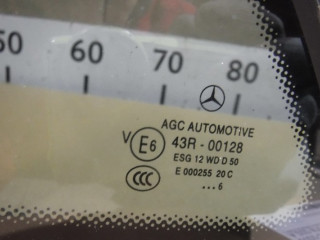 50 60 70 80
AGC AUTOMOTIVE
V E6 43R - 00128
ESG 12 WD D 50
CCC E 000255 20 C
... 6